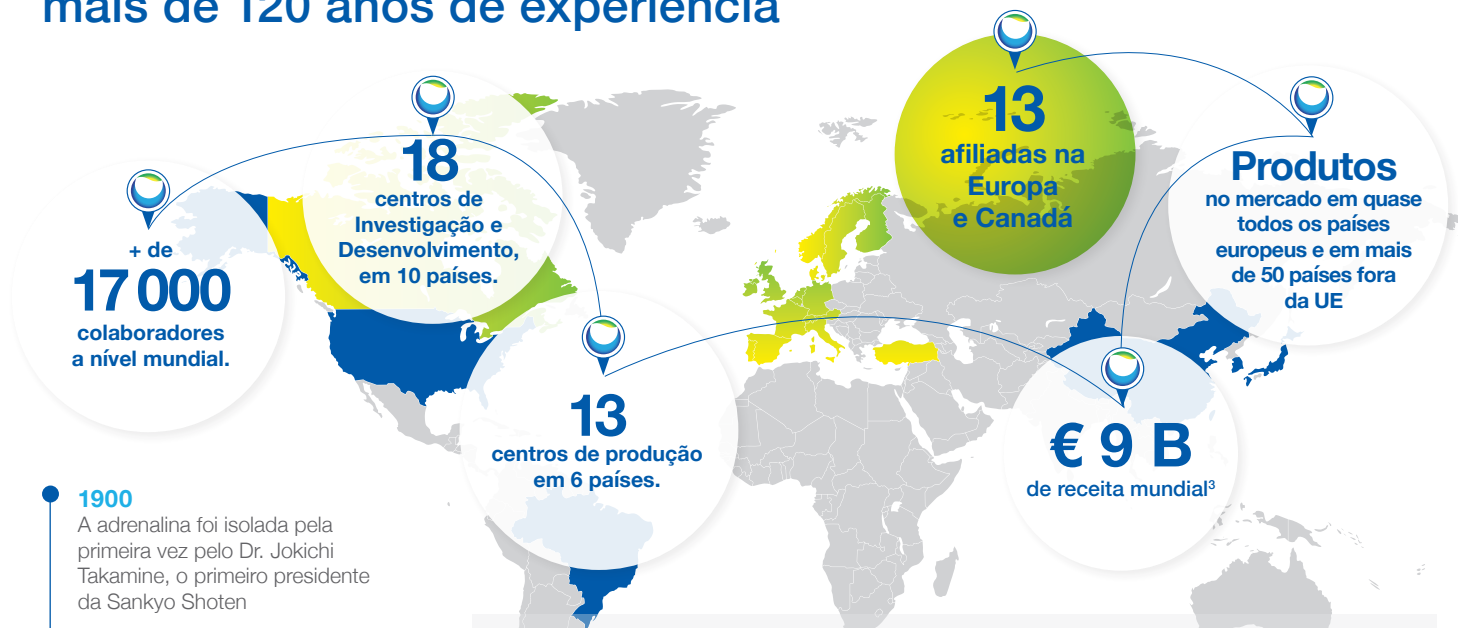 mais de 120 anos de experiência
+ de
17 000
colaboradores
a nível mundial.
18
centros de
Investigação e
Desenvolvimento,
em 10 países.
13
centros de produção
em 6 países.
13
afiliadas na
Europa
e Canadá
Produtos
no mercado em quase
todos os países
europeus e em mais
de 50 países fora
da UE
€ 9 B
de receita mundial³
1900
A adrenalina foi isolada pela
primeira vez pelo Dr. Jokichi
Takamine, o primeiro presidente
da Sankyo Shoten